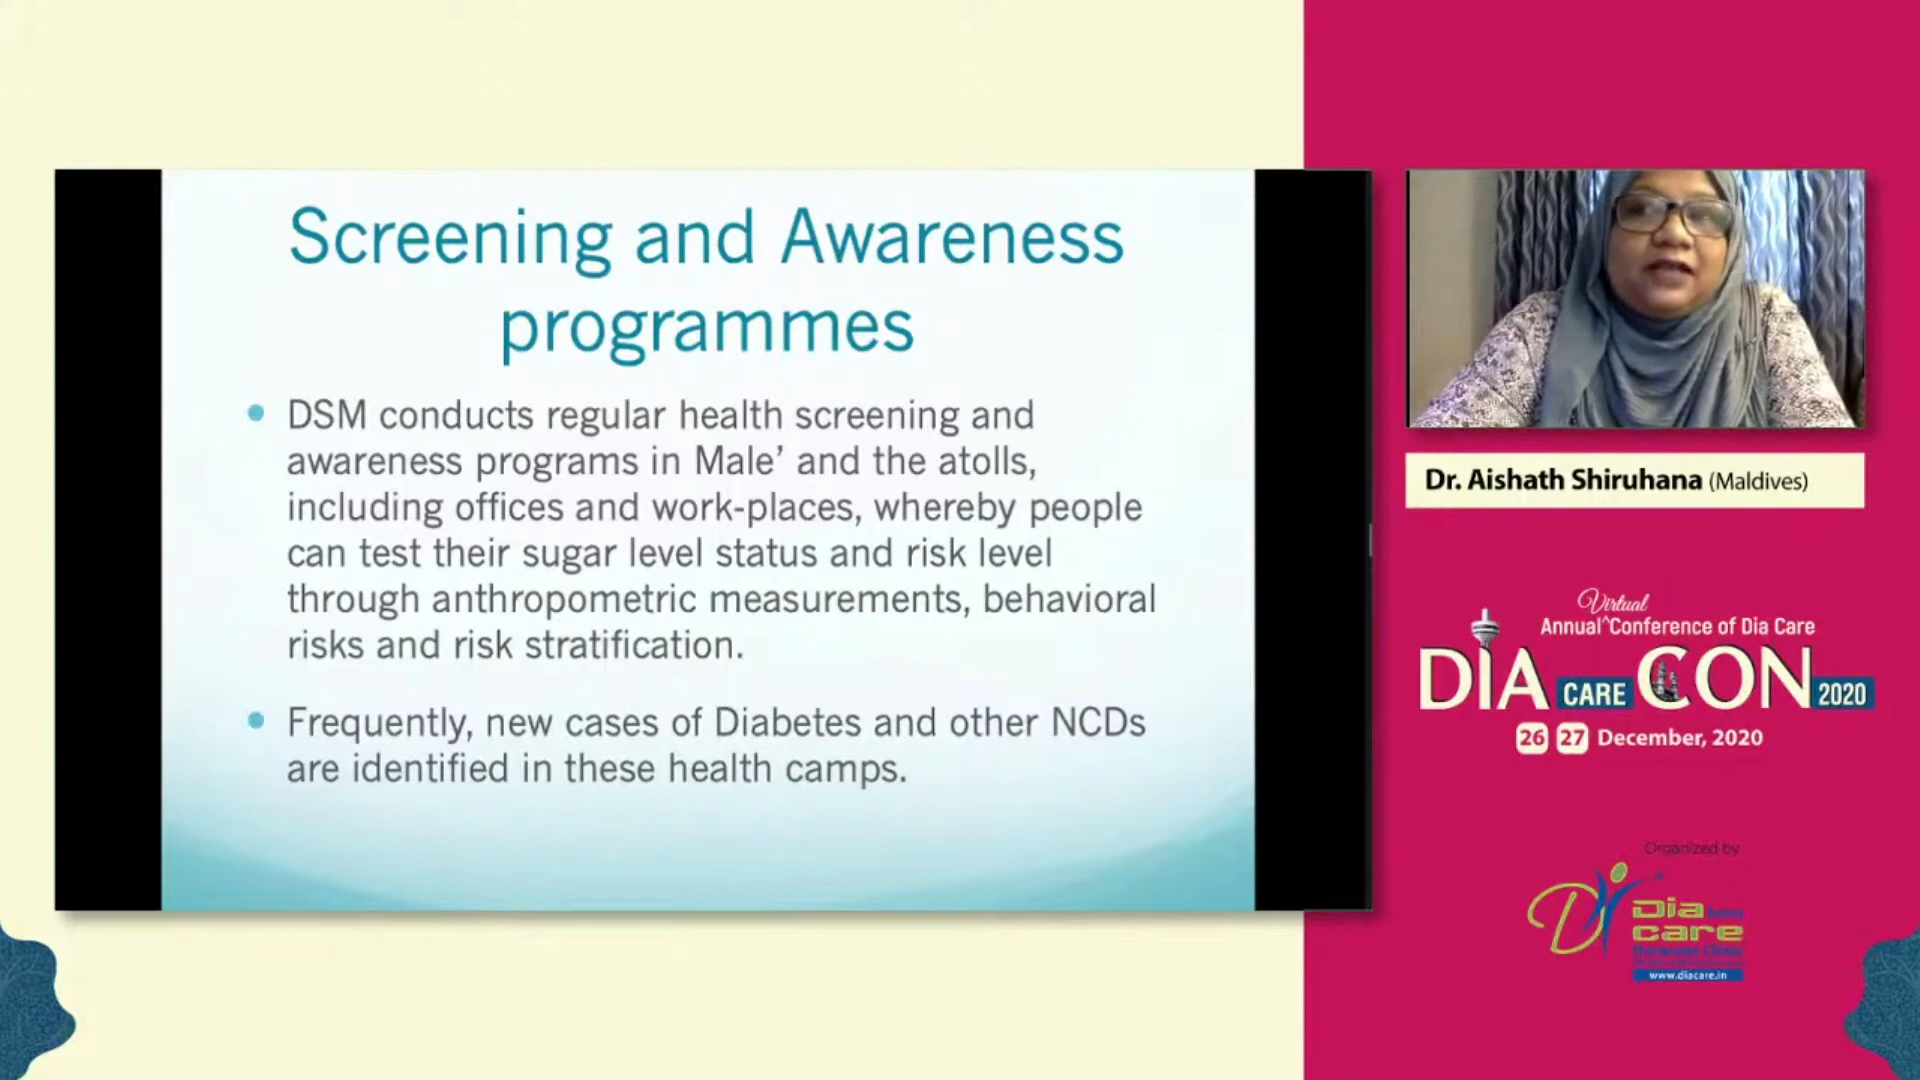 Screening and Awareness
programmes
DSM conducts regular health screening and
awareness programs in Male’ and the atolls,
including offices and work-places, whereby people
can test their sugar level status and risk level
through anthropometric measurements, behavioral
risks and risk stratification.
Frequently, new cases of Diabetes and other NCDs
are identified in these health camps.
Dr. Aishath Shiruhana (Maldives)
Virtual
Annual ^Conference of Dia Care
DIA CARE CON 2020
26 27 December, 2020
Organized by
Dia
care
www.diacare.in